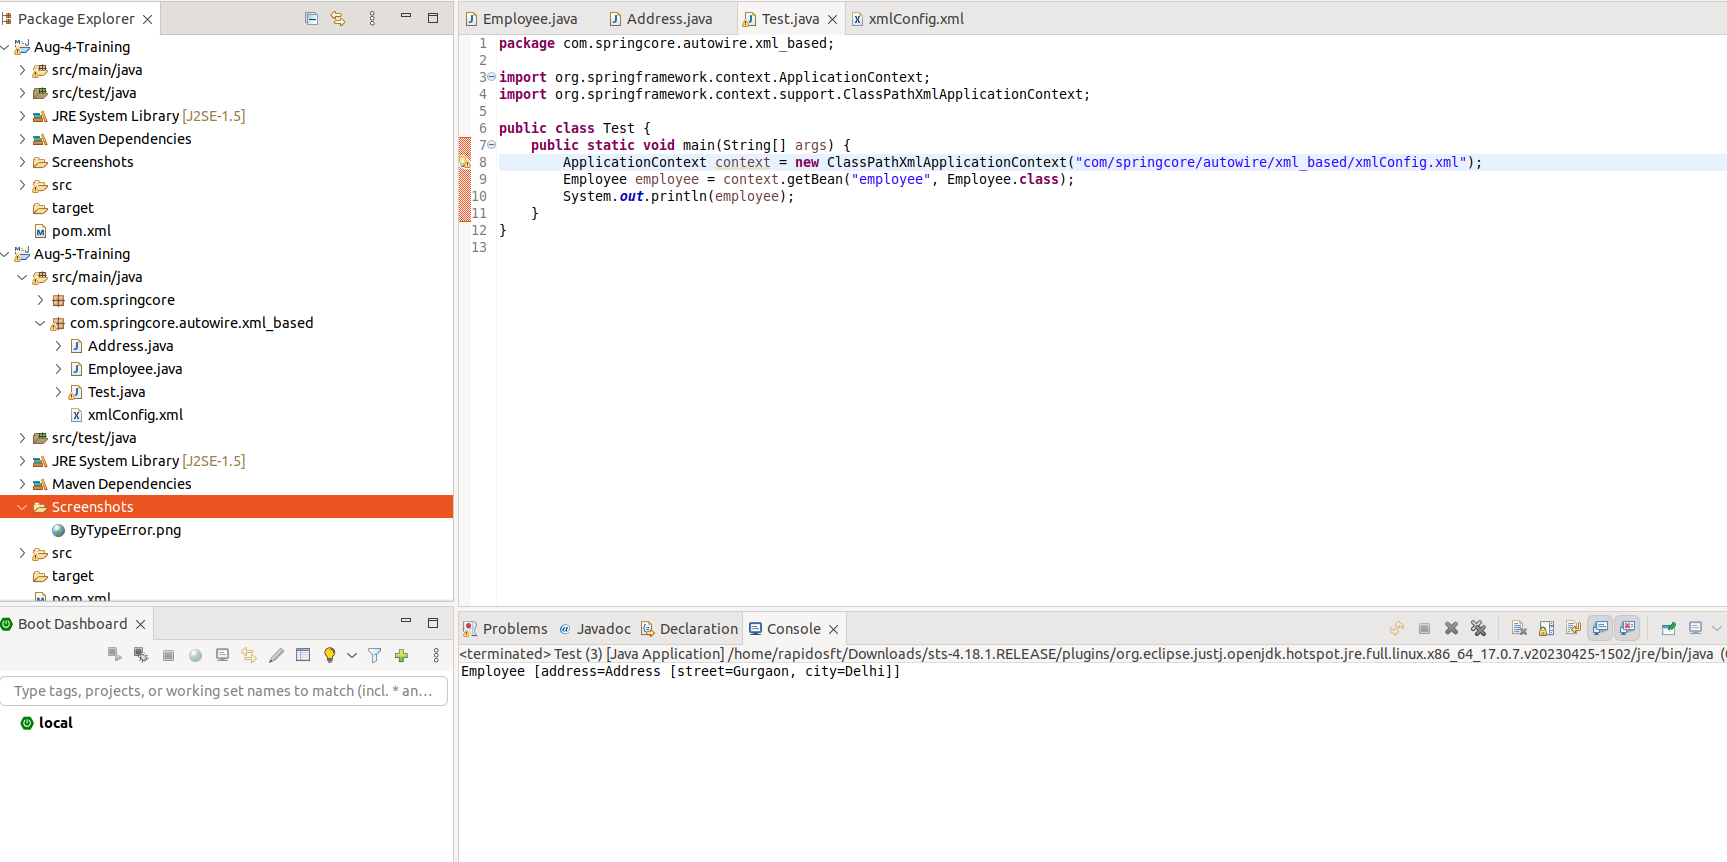 Package Explorer
Aug-4-Training
src/main/java
src/test/java
JRE System Library [J2SE-1.5]
Maven Dependencies
Screenshots
src
target
pom.xml
Aug-5-Training
src/main/java
com.springcore
com.springcore.autowire.xml_based
Address.java
Employee.java
Test.java
xmlConfig.xml
src/test/java
JRE System Library [J2SE-1.5]
Maven Dependencies
Screenshots
ByTypeError.png
src
target
pom.xml
Boot Dashboard
Type tags, projects, or working set names to match (incl. * an...
local
Employee.java Address.java Test.java xmlConfig.xml
1 package com.springcore.autowire.xml_based;
2
3 import org.springframework.context.ApplicationContext;
4 import org.springframework.context.support.ClassPathXmlApplicationContext;
5
6 public class Test {
7 public static void main(String[] args) {
8 ApplicationContext context = new ClassPathXmlApplicationContext("com/springcore/autowire/xml_based/xmlConfig.xml");
9 Employee employee = context.getBean("employee", Employee.class);
10 System.out.println(employee);
11 }
12 }
13
Problems @ Javadoc Declaration Console
<terminated> Test (3) [Java Application] /home/rapidosoft/Downloads/sts-4.18.1.RELEASE/plugins/org.eclipse.justj.openjdk.hotspot.jre.full.linux.x86_64_17.0.7.v20230425-1502/jre/bin/java (
Employee [address=Address [street=Gurgaon, city=Delhi]]